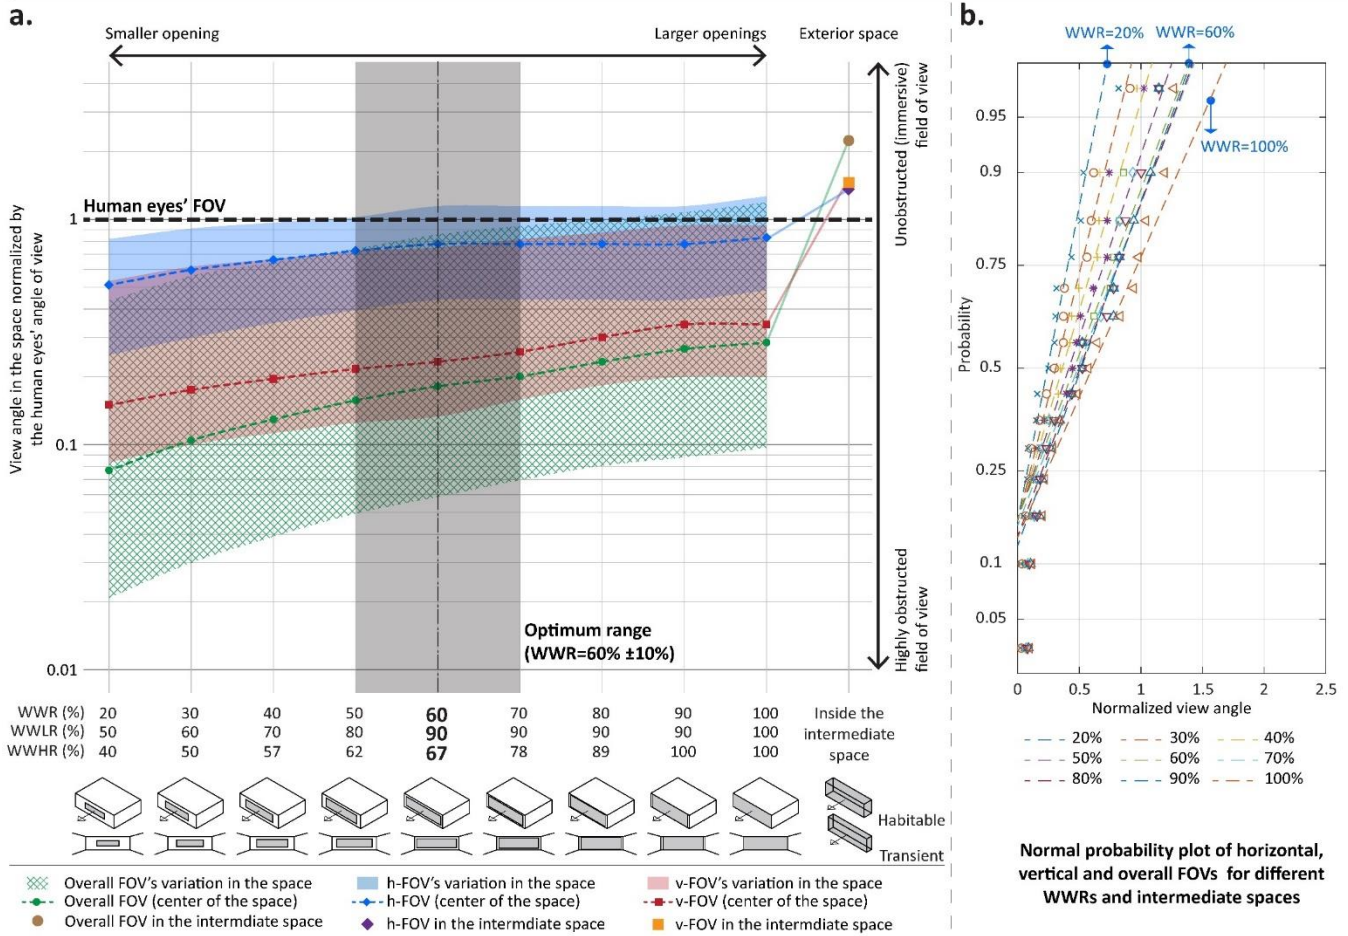 a.
Smaller opening
Larger openings
Exterior space
View angle in the space normalized by
the human eyes' angle of view
Human eyes' FOV
1
0.1
0.01
Unobstructed (immersive)
field of view
Highly obstructed
field of view
Optimum range
(WWR=60% ±10%)
WWR (%) 20 30 40 50 60 70 80 90 100
WWLR (%) 50 60 70 80 90 90 90 90 100
WWHR (%) 40 50 57 62 67 78 89 100 100
Inside the
intermediate
space
Habitable
Transient
Overall FOV's variation in the space
Overall FOV (center of the space)
Overall FOV in the intermdiate space
h-FOV's variation in the space
h-FOV (center of the space)
h-FOV in the intermdiate space
v-FOV's variation in the space
v-FOV (center of the space)
v-FOV in the intermdiate space
b.
WWR=20%
WWR=60%
WWR=100%
Probability
0.95
0.9
0.75
0.5
0.25
0.1
0.05
0 0.5 1 1.5 2 2.5
Normalized view angle
20% 30% 40%
50% 60% 70%
80% 90% 100%
Normal probability plot of horizontal,
vertical and overall FOVs for different
WWRs and intermediate spaces